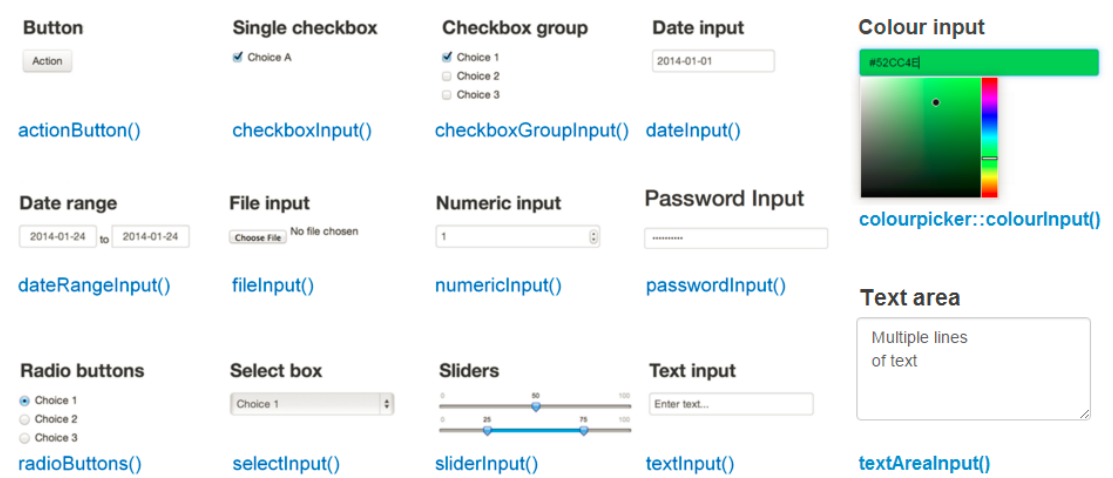 Button
Action
actionButton()
Single checkbox
Choice A
checkboxInput()
Checkbox group
Choice 1
Choice 2
Choice 3
checkboxGroupInput()
Date input
2014-01-01
dateInput()
Colour input
#52CC4E
colourpicker::colourInput()
Date range
2014-01-24 to 2014-01-24
dateRangeInput()
File input
Choose File No file chosen
fileInput()
Numeric input
1
numericInput()
Password Input
••••••••••
passwordInput()
Text area
Multiple lines
of text
textAreaInput()
Radio buttons
Choice 1
Choice 2
Choice 3
radioButtons()
Select box
Choice 1
selectInput()
Sliders
0 50 100
0 25 75 100
sliderInput()
Text input
Enter text...
textInput()